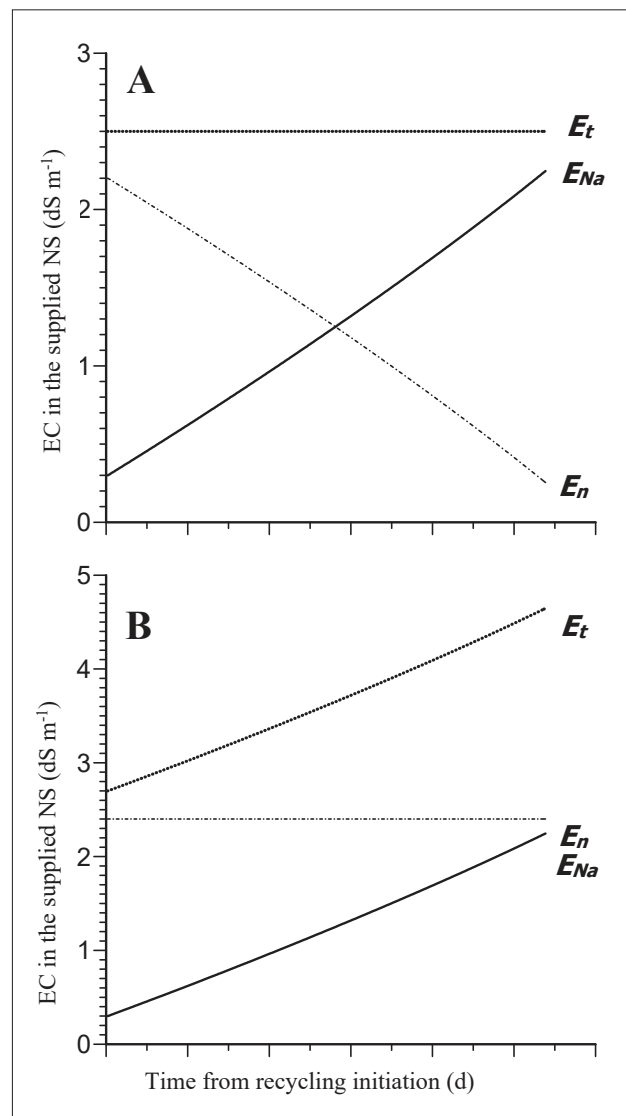 3
A
E_t
E_Na
2
EC in the supplied NS (dS m⁻¹)
1
E_n
0
5
B
E_t
4
3
EC in the supplied NS (dS m⁻¹)
E_n
2
E_Na
1
0
Time from recycling initiation (d)